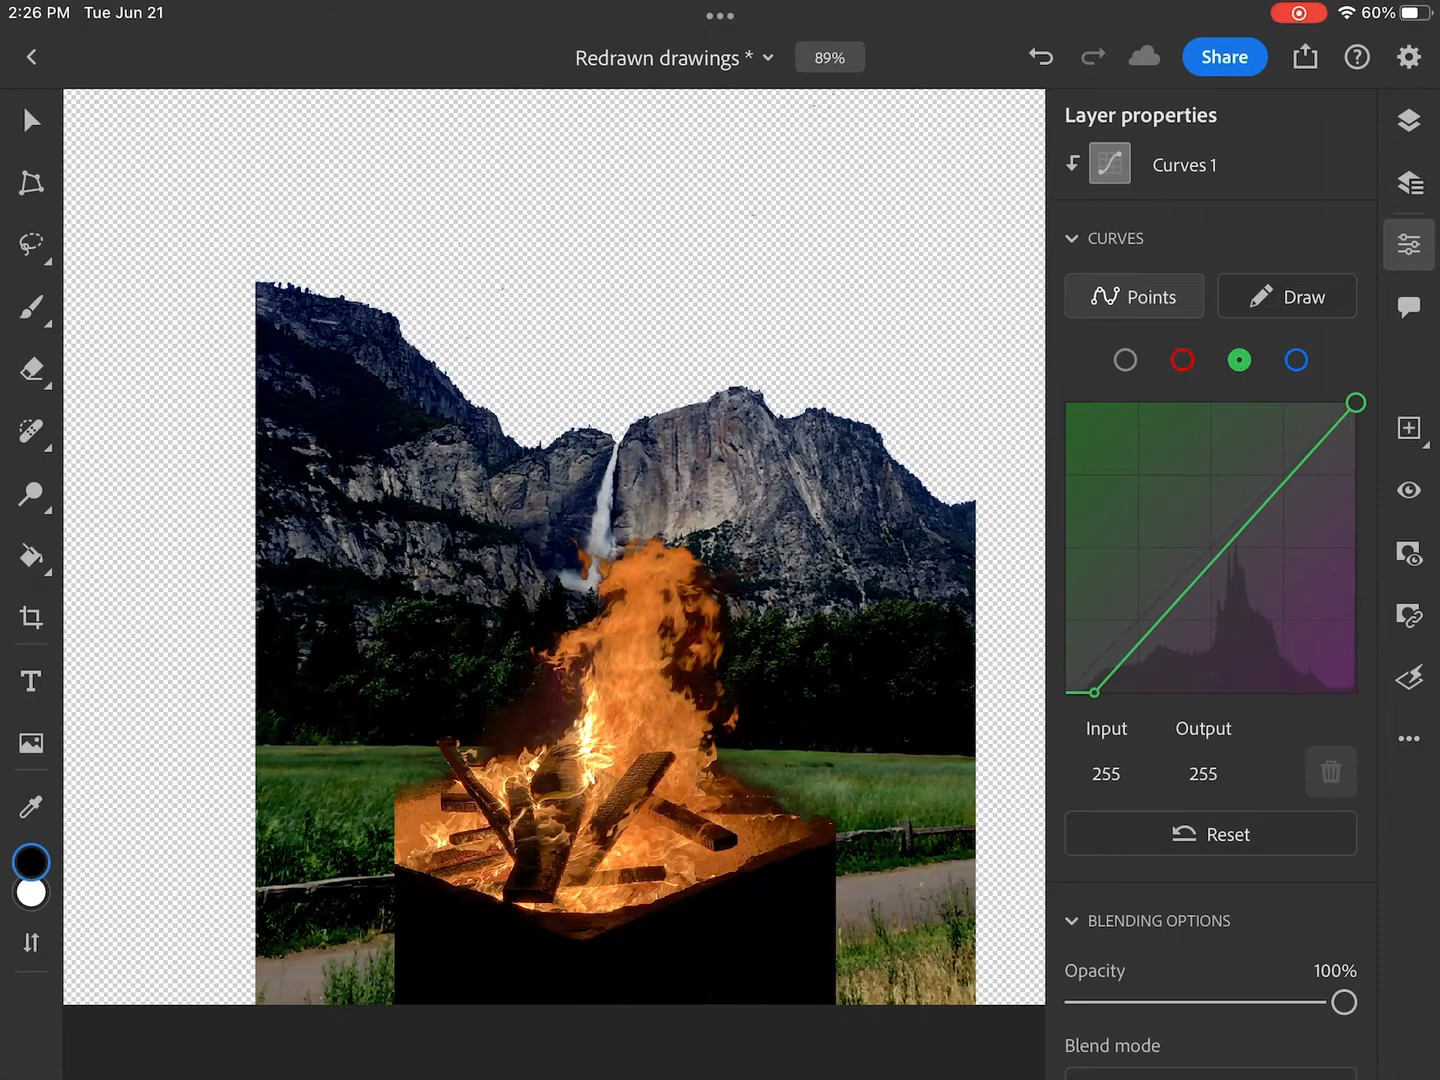 2:26 PM Tue Jun 21
60%
Redrawn drawings *
89%
Share
Layer properties
Curves 1
CURVES
Points
Draw
Input
Output
255
255
Reset
BLENDING OPTIONS
Opacity
100%
Blend mode
T